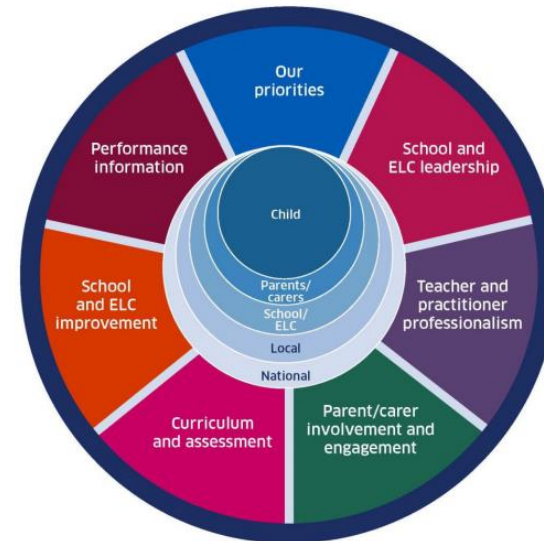 Our
priorities
School and
ELC leadership
Teacher and
practitioner
professionalism
Parent/carer
involvement and
engagement
Curriculum
and assessment
School
and ELC
improvement
Performance
information
Child
Parents/
carers
School/
ELC
Local
National